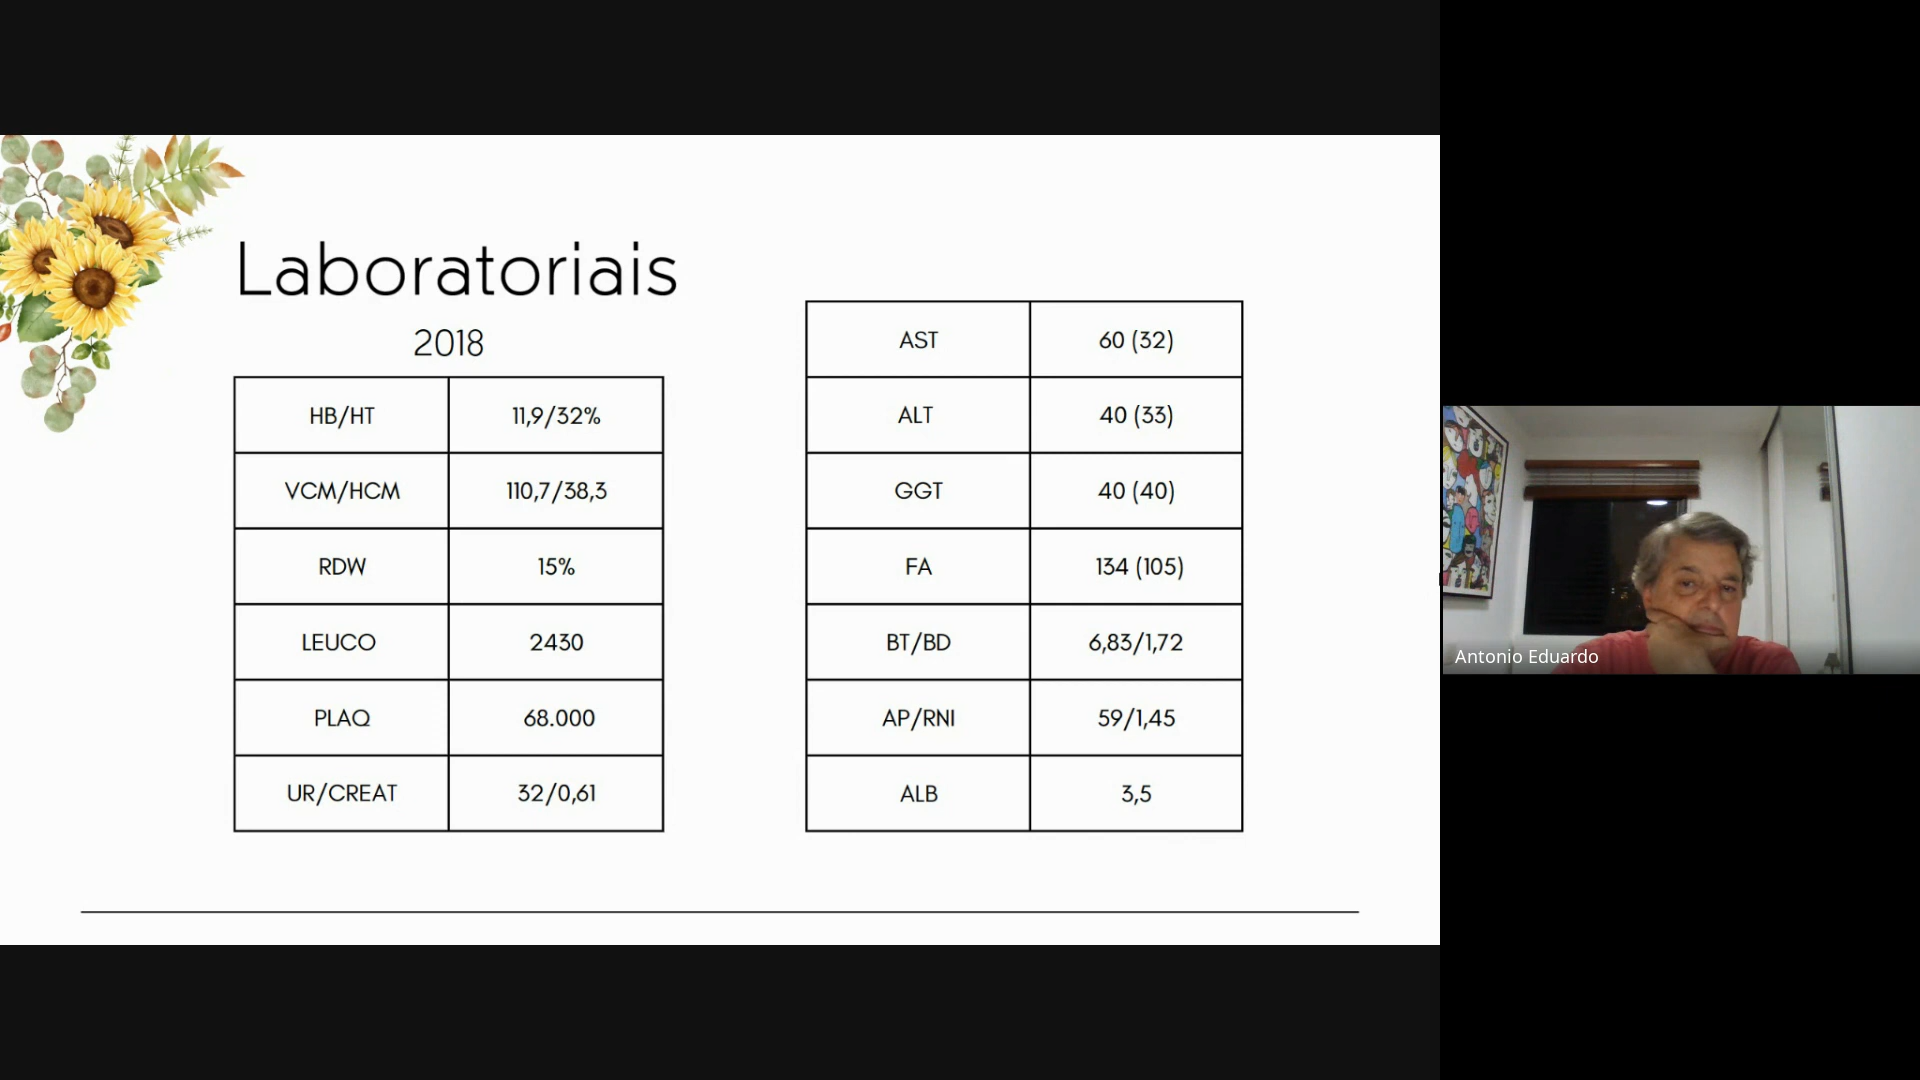 Laboratoriais
2018
HB/HT 11,9/32%
VCM/HCM 110,7/38,3
RDW 15%
LEUCO 2430
PLAQ 68.000
UR/CREAT 32/0,61
AST 60 (32)
ALT 40 (33)
GGT 40 (40)
FA 134 (105)
BT/BD 6,83/1,72
AP/RNI 59/1,45
ALB 3,5
Antonio Eduardo